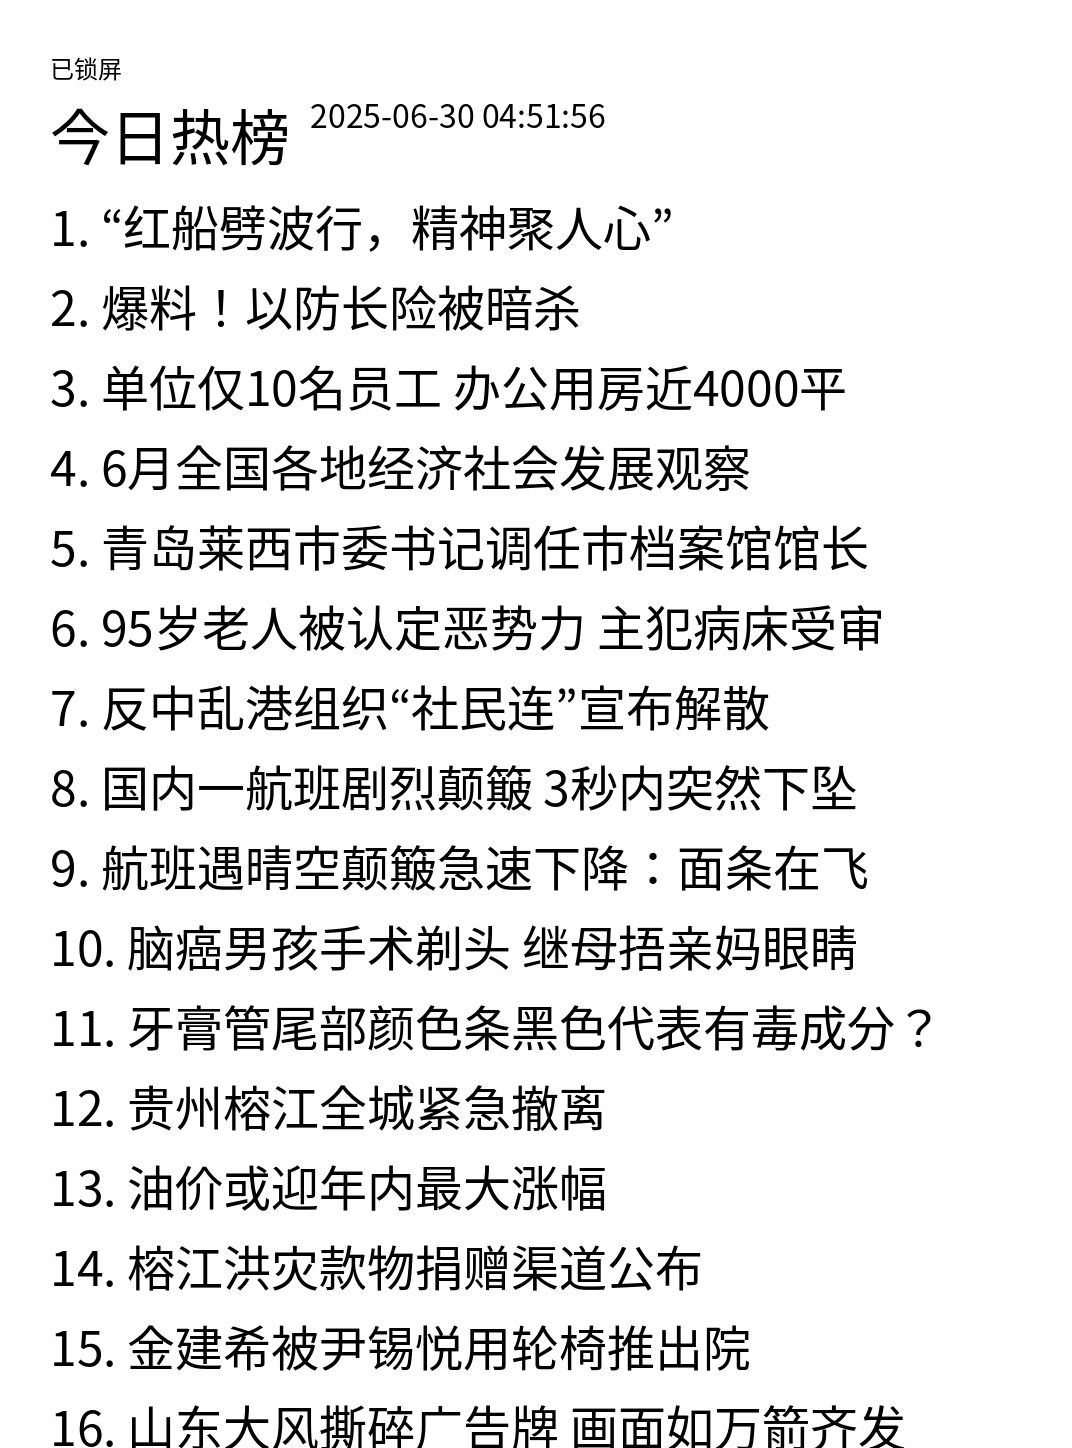 已锁屏
今日热榜 2025-06-30 04:51:56
1. “红船劈波行，精神聚人心”
2. 爆料！以防长险被暗杀
3. 单位仅10名员工 办公用房近4000平
4. 6月全国各地经济社会发展观察
5. 青岛莱西市委书记调任市档案馆馆长
6. 95岁老人被认定恶势力 主犯病床受审
7. 反中乱港组织“社民连”宣布解散
8. 国内一航班剧烈颠簸 3秒内突然下坠
9. 航班遇晴空颠簸急速下降：面条在飞
10. 脑癌男孩手术剃头 继母捂亲妈眼睛
11. 牙膏管尾部颜色条黑色代表有毒成分？
12. 贵州榕江全城紧急撤离
13. 油价或迎年内最大涨幅
14. 榕江洪灾款物捐赠渠道公布
15. 金建希被尹锡悦用轮椅推出院
16. 山东大风撕碎广告牌 画面如万箭齐发